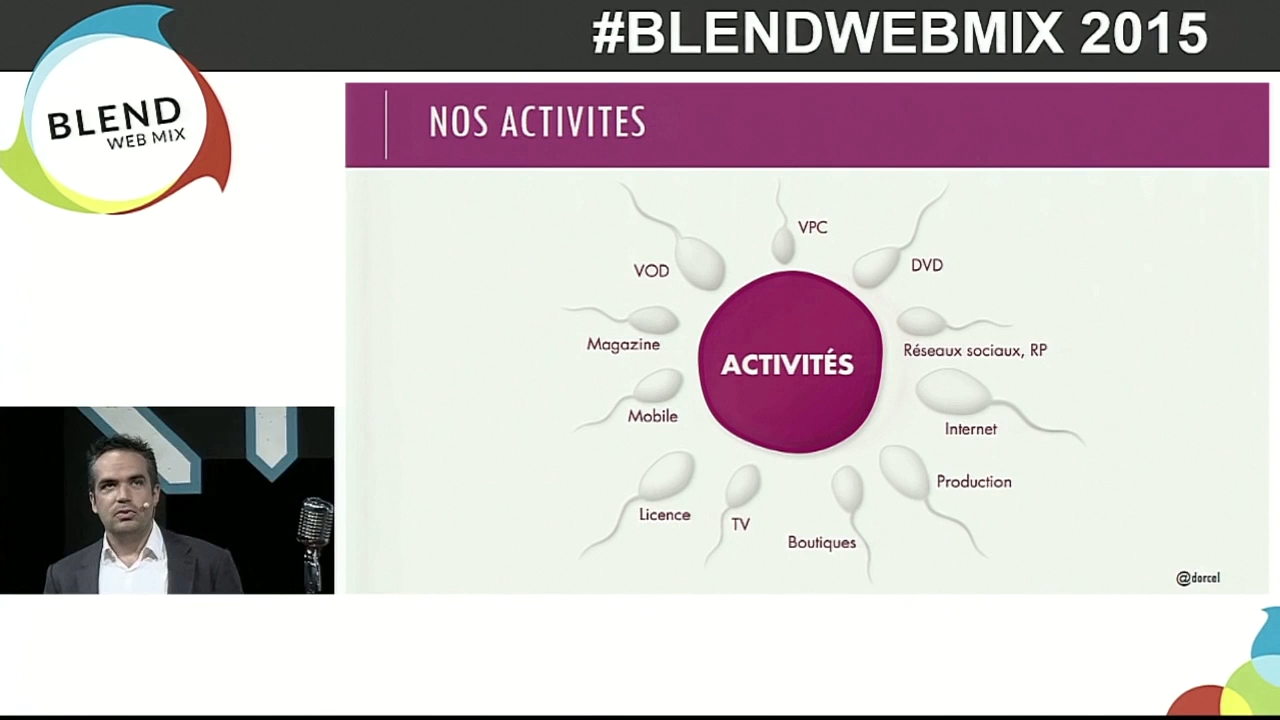 #BLENDWEBMIX 2015
BLEND
WEB MIX
NOS ACTIVITES
VPC
VOD
DVD
Magazine
Réseaux sociaux, RP
ACTIVITÉS
Mobile
Internet
Licence
Production
TV
Boutiques
@dorcel